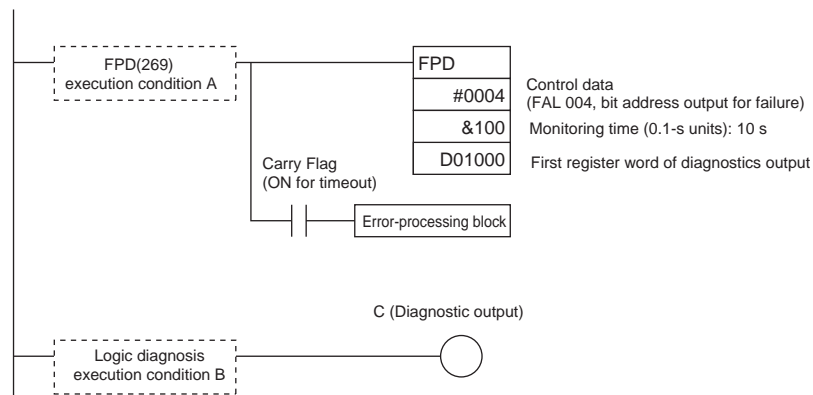 FPD(269)
execution condition A
FPD
#0004
Control data
(FAL 004, bit address output for failure)
&100
Monitoring time (0.1-s units): 10 s
D01000
First register word of diagnostics output
Carry Flag
(ON for timeout)
Error-processing block
C (Diagnostic output)
Logic diagnosis
execution condition B